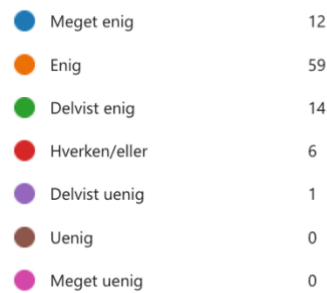 Meget enig 12
Enig 59
Delvist enig 14
Hverken/eller 6
Delvist uenig 1
Uenig 0
Meget uenig 0